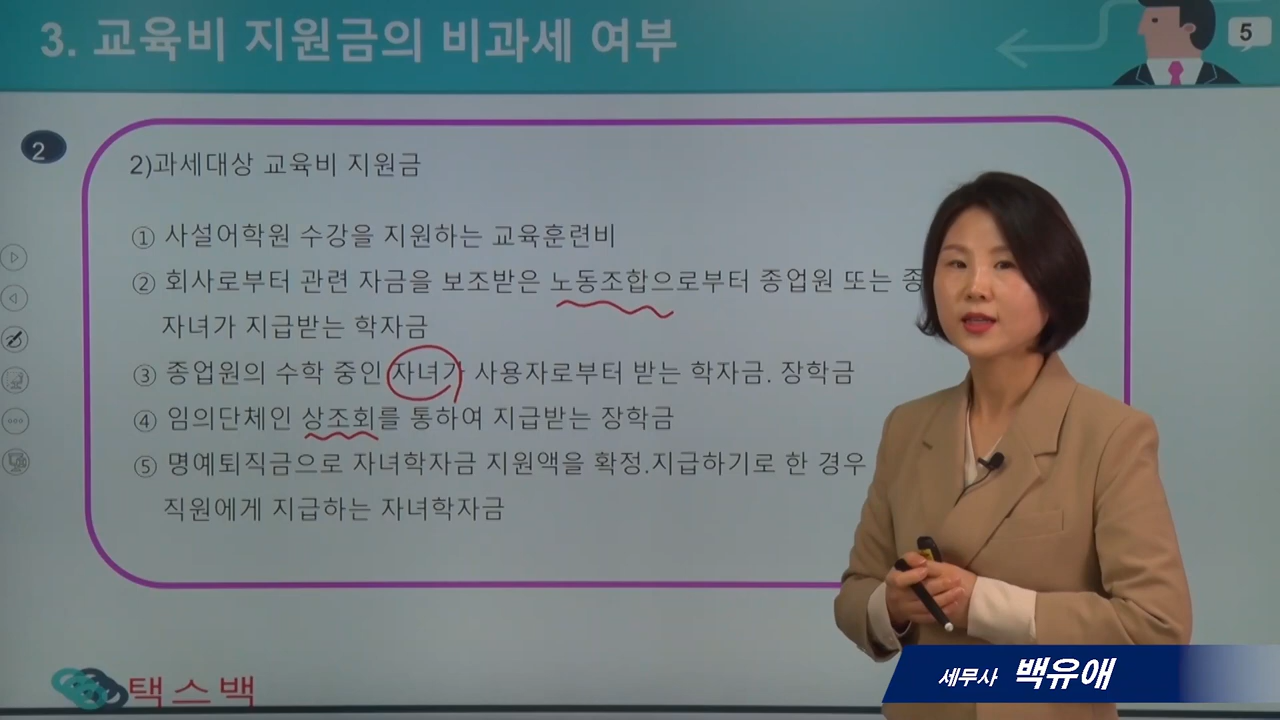 3. 교육비 지원금의 비과세 여부
5
2
2)과세대상 교육비 지원금
① 사설어학원 수강을 지원하는 교육훈련비
② 회사로부터 관련 자금을 보조받은 노동조합으로부터 종업원 또는 종
자녀가 지급받는 학자금
③ 종업원의 수학 중인 자녀가 사용자로부터 받는 학자금. 장학금
④ 임의단체인 상조회를 통하여 지급받는 장학금
⑤ 명예퇴직금으로 자녀학자금 지원액을 확정.지급하기로 한 경우
직원에게 지급하는 자녀학자금
택스백
세무사 백유애